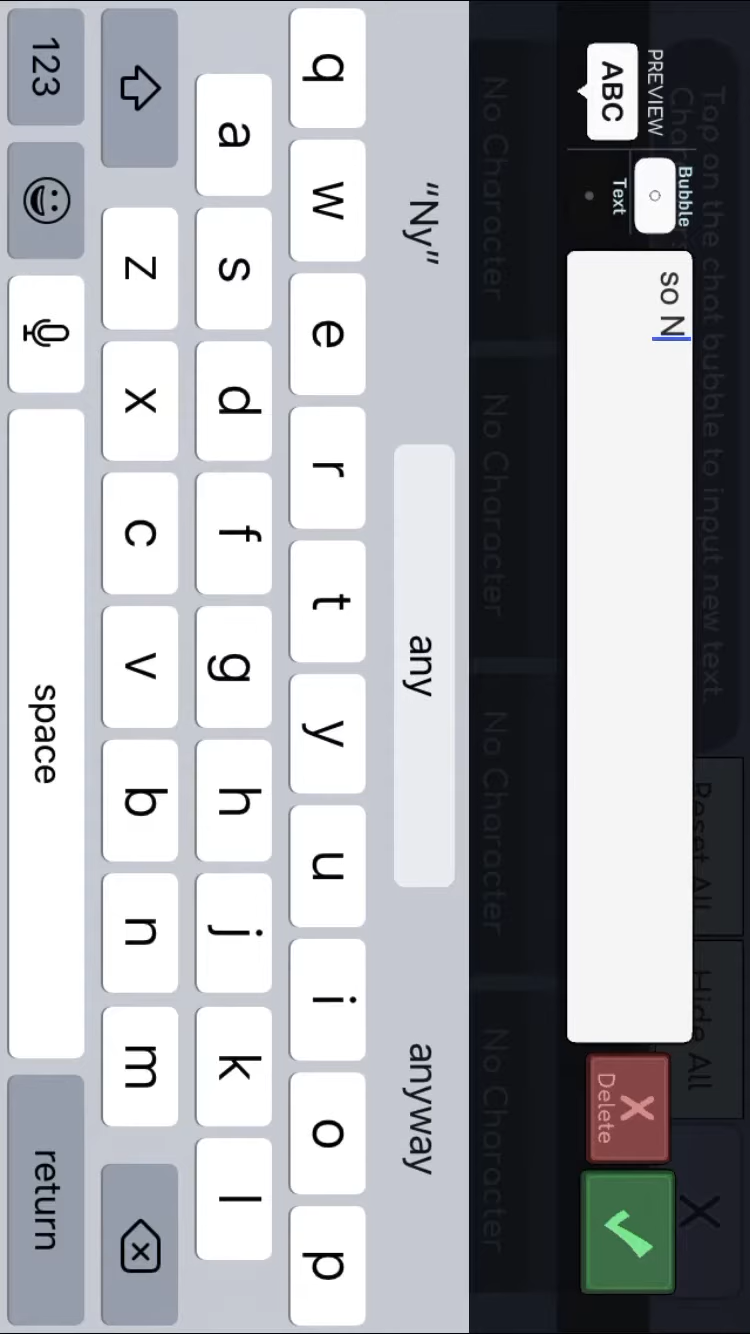 Tap on the chat bubble to input new text.
Reset All
Hide All
PREVIEW
ABC
Bubble
Text
so N
X
Delete
No Character
No Character
No Character
No Character
"Ny"
any
anyway
q w e r t y u i o p
a s d f g h j k l
z x c v b n m
123
space
return